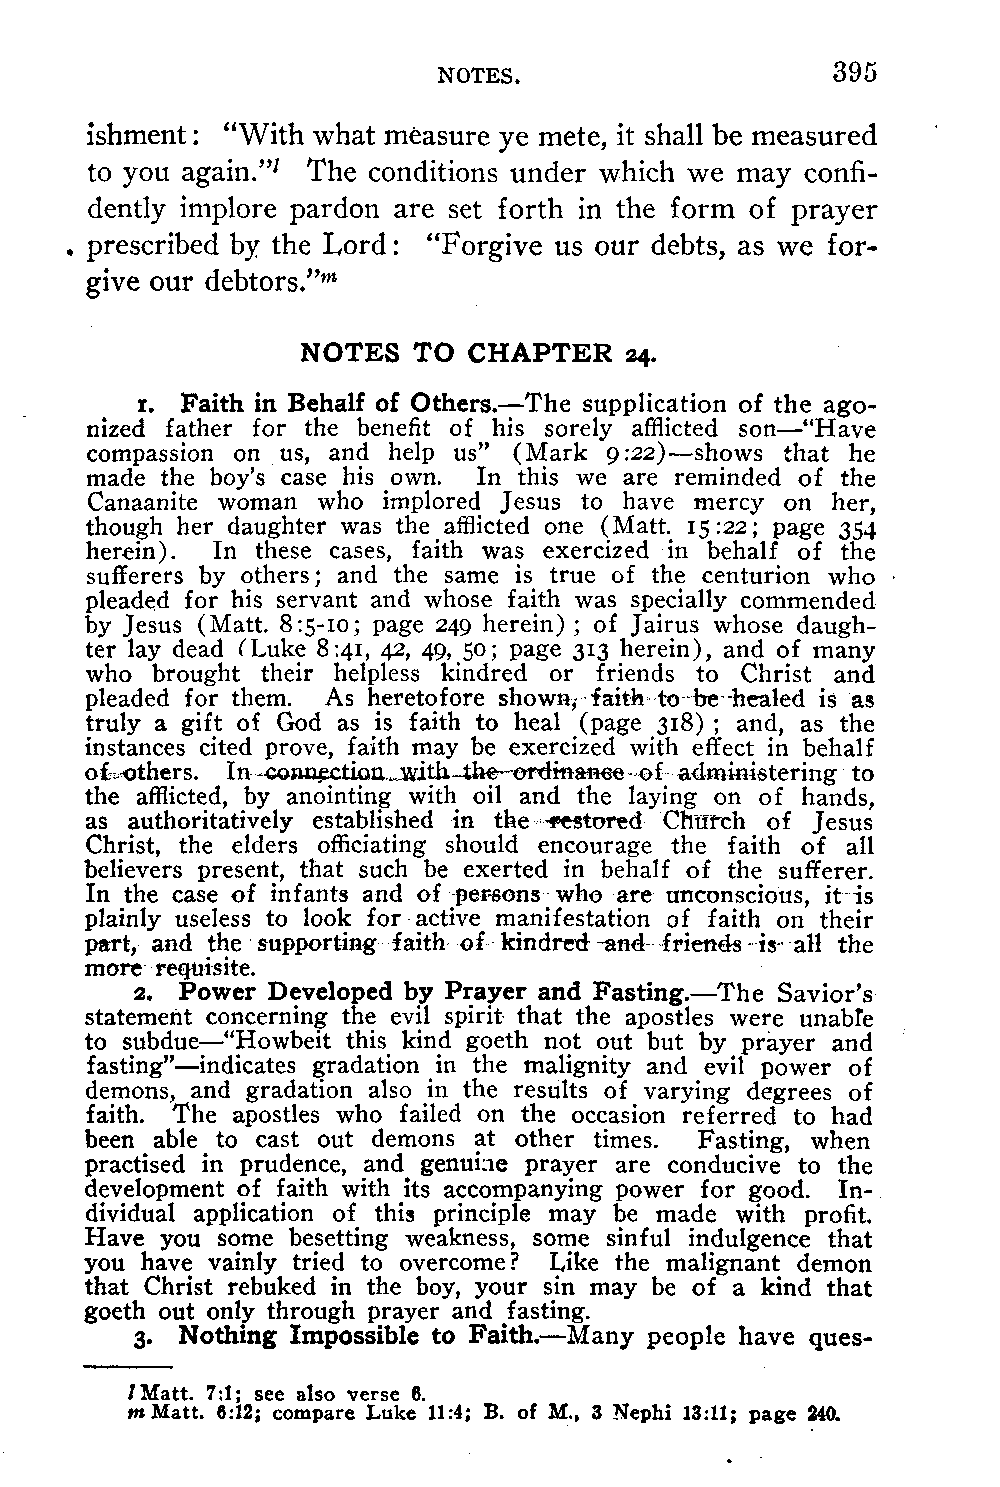 NOTES. 395
ishment: "With what measure ye mete, it shall be measured
to you again."l The conditions under which we may confi-
dently implore pardon are set forth in the form of prayer
prescribed by the Lord: "Forgive us our debts, as we for-
give our debtors."m
NOTES TO CHAPTER 24.
1. Faith in Behalf of Others.—The supplication of the ago-
nized father for the benefit of his sorely afflicted son—"Have
compassion on us, and help us" (Mark 9:22)—shows that he
made the boy's case his own. In this we are reminded of the
Canaanite woman who implored Jesus to have mercy on her,
though her daughter was the afflicted one (Matt. 15:22; page 354
herein). In these cases, faith was exercized in behalf of the
sufferers by others; and the same is true of the centurion who
pleaded for his servant and whose faith was specially commended
by Jesus (Matt. 8:5-10; page 249 herein); of Jairus whose daugh-
ter lay dead (Luke 8:41, 42, 49, 50; page 313 herein), and of many
who brought their helpless kindred or friends to Christ and
pleaded for them. As heretofore shown, faith to be healed is as
truly a gift of God as is faith to heal (page 318); and, as the
instances cited prove, faith may be exercized with effect in behalf
of others. In connection with the ordinance of administering to
the afflicted, by anointing with oil and the laying on of hands,
as authoritatively established in the restored Church of Jesus
Christ, the elders officiating should encourage the faith of all
believers present, that such be exerted in behalf of the sufferer.
In the case of infants and of persons who are unconscious, it is
plainly useless to look for active manifestation of faith on their
part, and the supporting faith of kindred and friends is all the
more requisite.
2. Power Developed by Prayer and Fasting.—The Savior's
statement concerning the evil spirit that the apostles were unable
to subdue—"Howbeit this kind goeth not out but by prayer and
fasting"—indicates gradation in the malignity and evil power of
demons, and gradation also in the results of varying degrees of
faith. The apostles who failed on the occasion referred to had
been able to cast out demons at other times. Fasting, when
practised in prudence, and genuine prayer are conducive to the
development of faith with its accompanying power for good. In-
dividual application of this principle may be made with profit.
Have you some besetting weakness, some sinful indulgence that
you have vainly tried to overcome? Like the malignant demon
that Christ rebuked in the boy, your sin may be of a kind that
goeth out only through prayer and fasting.
3. Nothing Impossible to Faith.—Many people have ques-
l Matt. 7:1; see also verse 6.
m Matt. 6:12; compare Luke 11:4; B. of M., 3 Nephi 13:11; page 240.